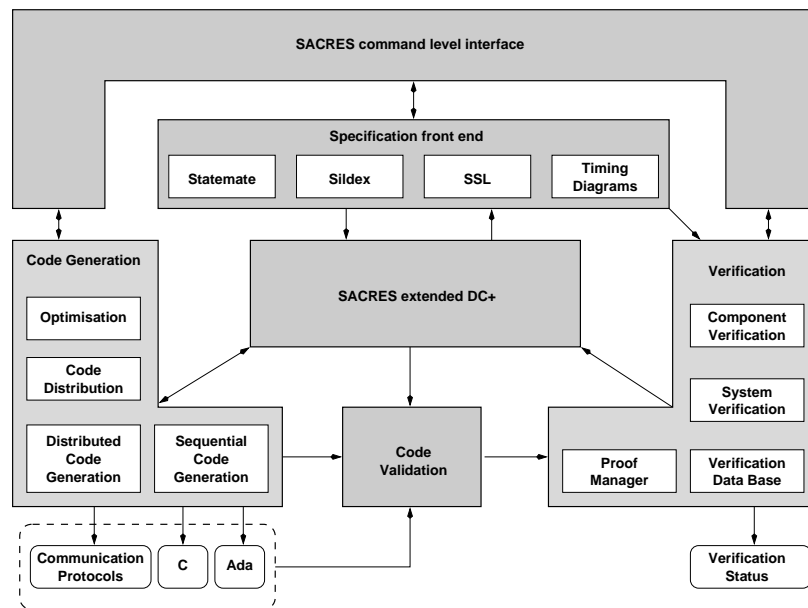 SACRES command level interface
Specification front end
Statemate
Sildex
SSL
Timing
Diagrams
Code Generation
Optimisation
Code
Distribution
Distributed
Code
Generation
Sequential
Code
Generation
SACRES extended DC+
Code
Validation
Verification
Component
Verification
System
Verification
Proof
Manager
Verification
Data Base
Communication
Protocols
C
Ada
Verification
Status